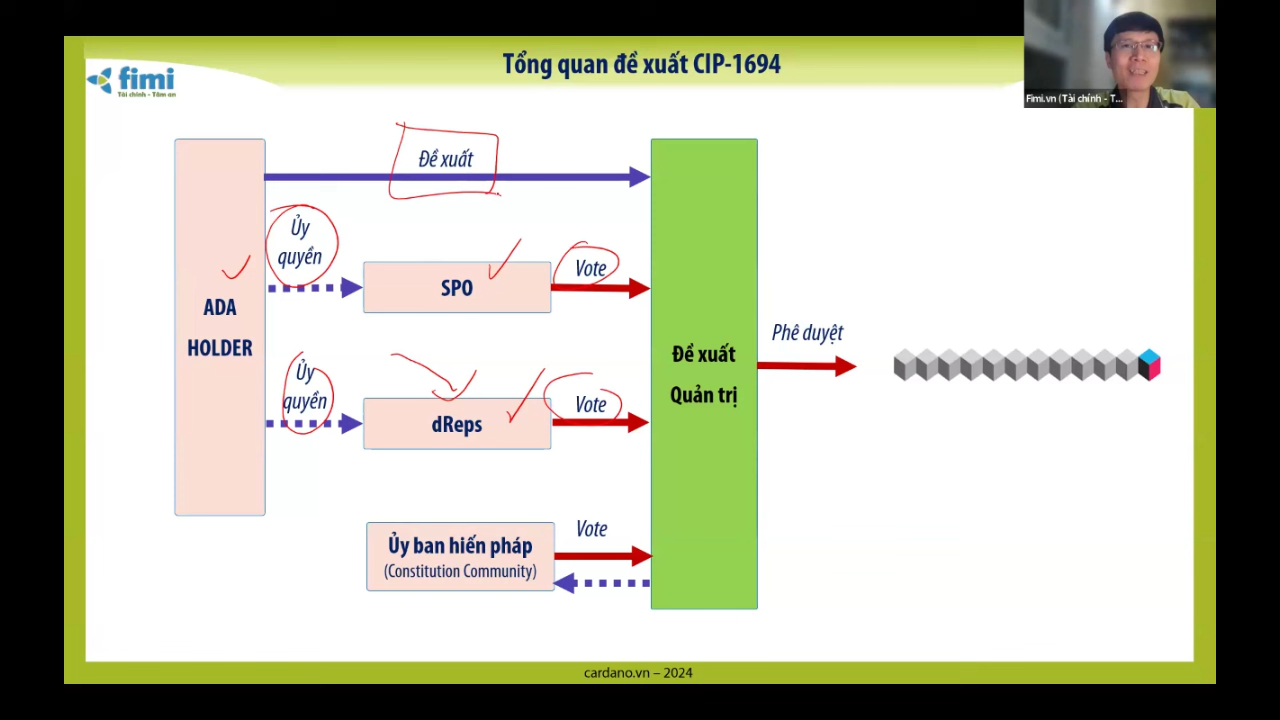 Tổng quan đề xuất CIP-1694
fimi
Tài chính - Tâm an
Fimi.vn (Tài chính - T...
Đề xuất
Ủy
quyền
SPO
Vote
ADA
HOLDER
Ủy
quyền
dReps
Vote
Đề xuất
Quản trị
Phê duyệt
Ủy ban hiến pháp
(Constitution Community)
Vote
cardano.vn – 2024